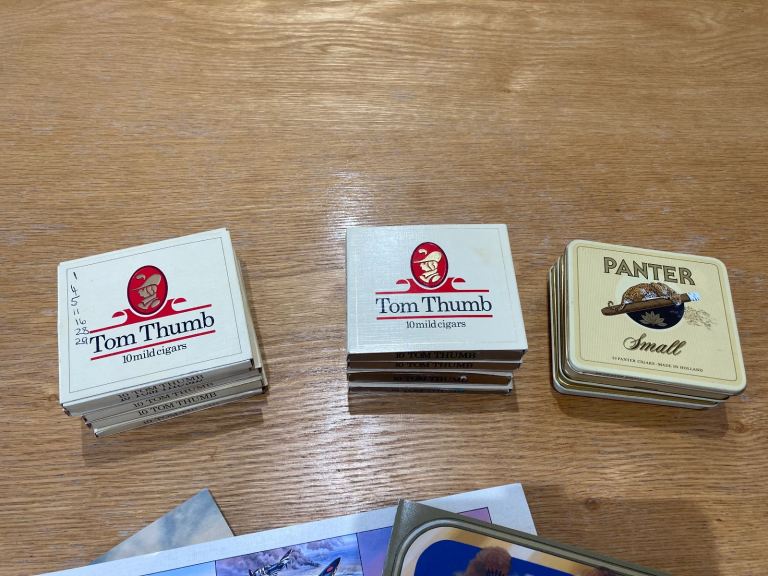 1
4
5
11
16
28
29
Tom Thumb
10 mild cigars
10 TOM THUMB
10 TOM THUMB
10 TOM THUMB
10 TOM THUMB
Tom Thumb
10 mild cigars
10 TOM THUMB
10 TOM THUMB
PANTER
Small
PANTER CIGARS · MADE IN HOLLAND